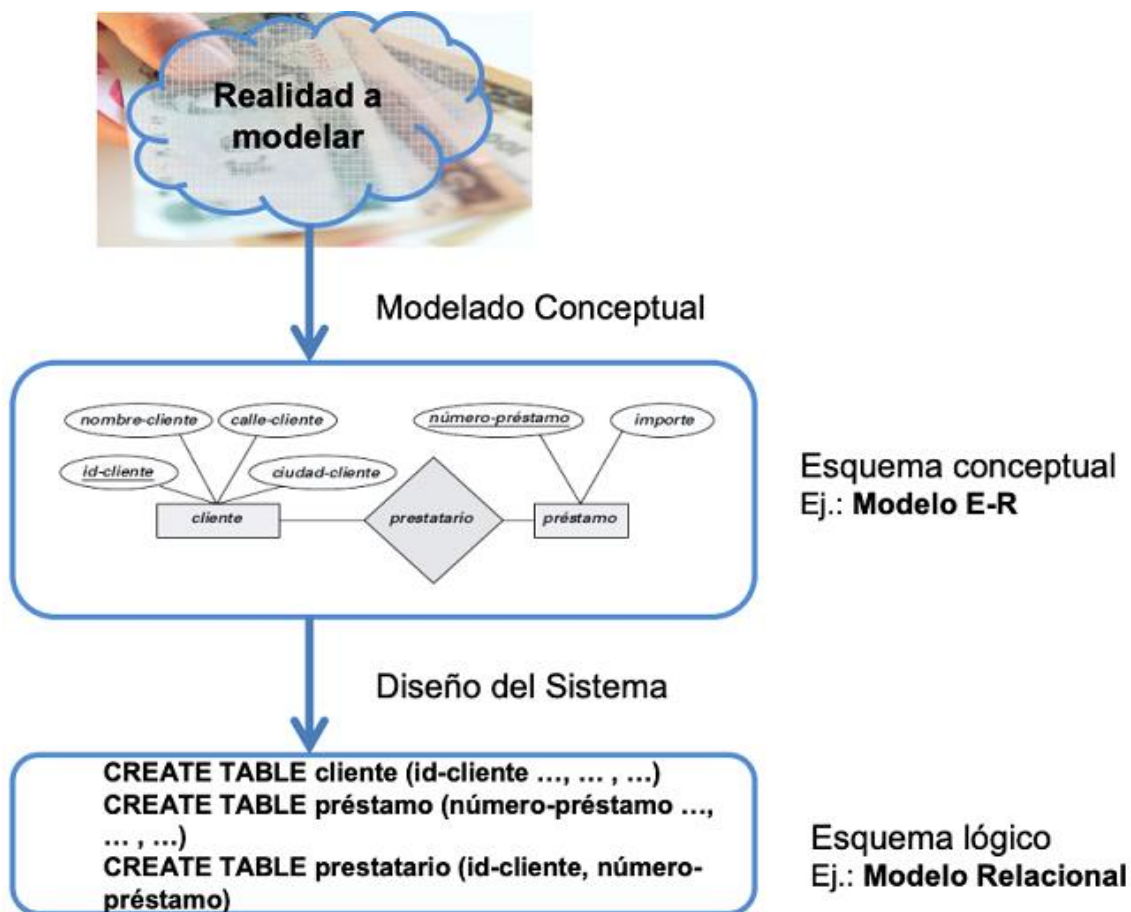 Realidad a
modelar
Modelado Conceptual
nombre-cliente
calle-cliente
número-préstamo
importe
id-cliente
ciudad-cliente
cliente
prestatario
préstamo
Esquema conceptual
Ej.: Modelo E-R
Diseño del Sistema
CREATE TABLE cliente (id-cliente ..., ... , ...)
CREATE TABLE préstamo (número-préstamo ...,
... , ...)
CREATE TABLE prestatario (id-cliente, número-
préstamo)
Esquema lógico
Ej.: Modelo Relacional